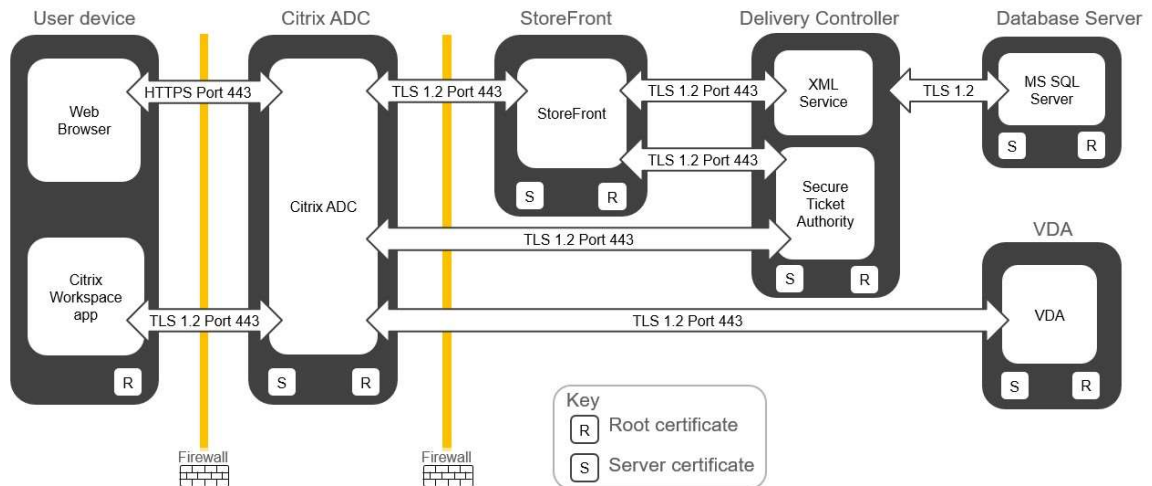 User device
Citrix ADC
StoreFront
Delivery Controller
Database Server
Web
Browser
HTTPS Port 443
TLS 1.2 Port 443
StoreFront
TLS 1.2 Port 443
XML
Service
TLS 1.2
MS SQL
Server
S
R
TLS 1.2 Port 443
S
R
Citrix ADC
Secure
Ticket
Authority
TLS 1.2 Port 443
S
R
VDA
Citrix
Workspace
app
TLS 1.2 Port 443
TLS 1.2 Port 443
VDA
R
S
R
S
R
Key
R
Root certificate
S
Server certificate
Firewall
Firewall